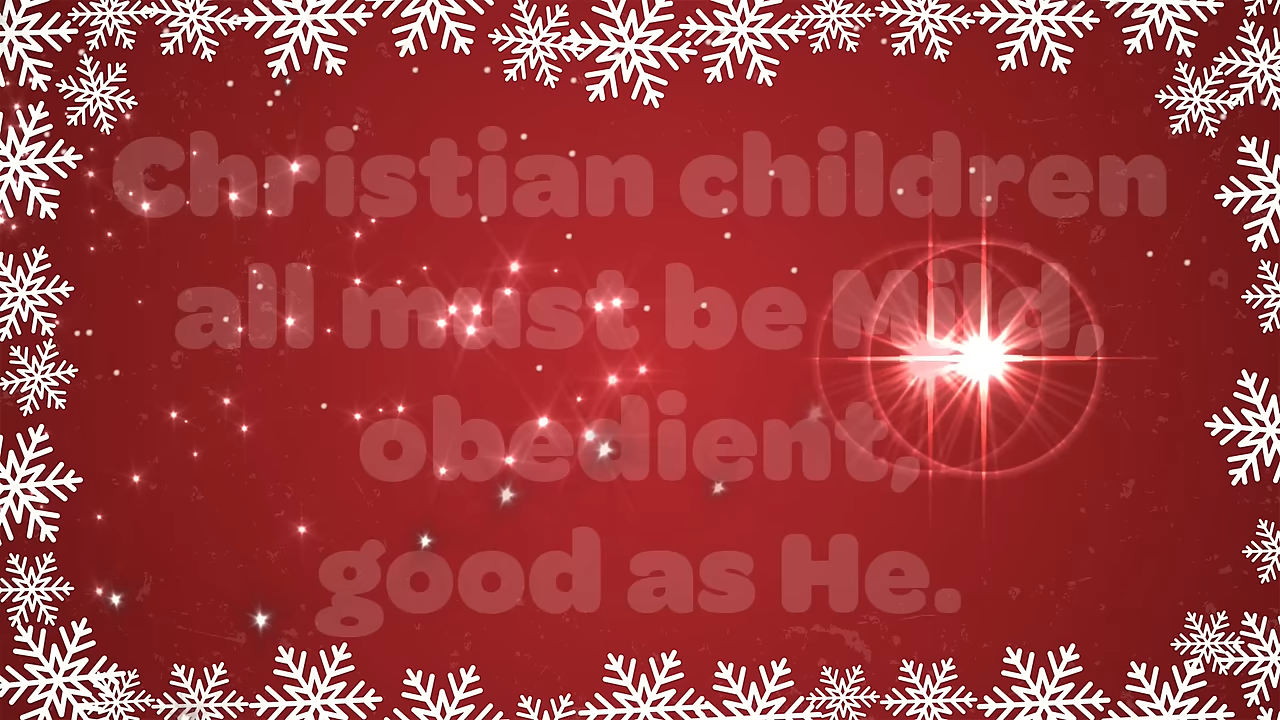 Christian children
all must be Mild,
obedient,
good as He.